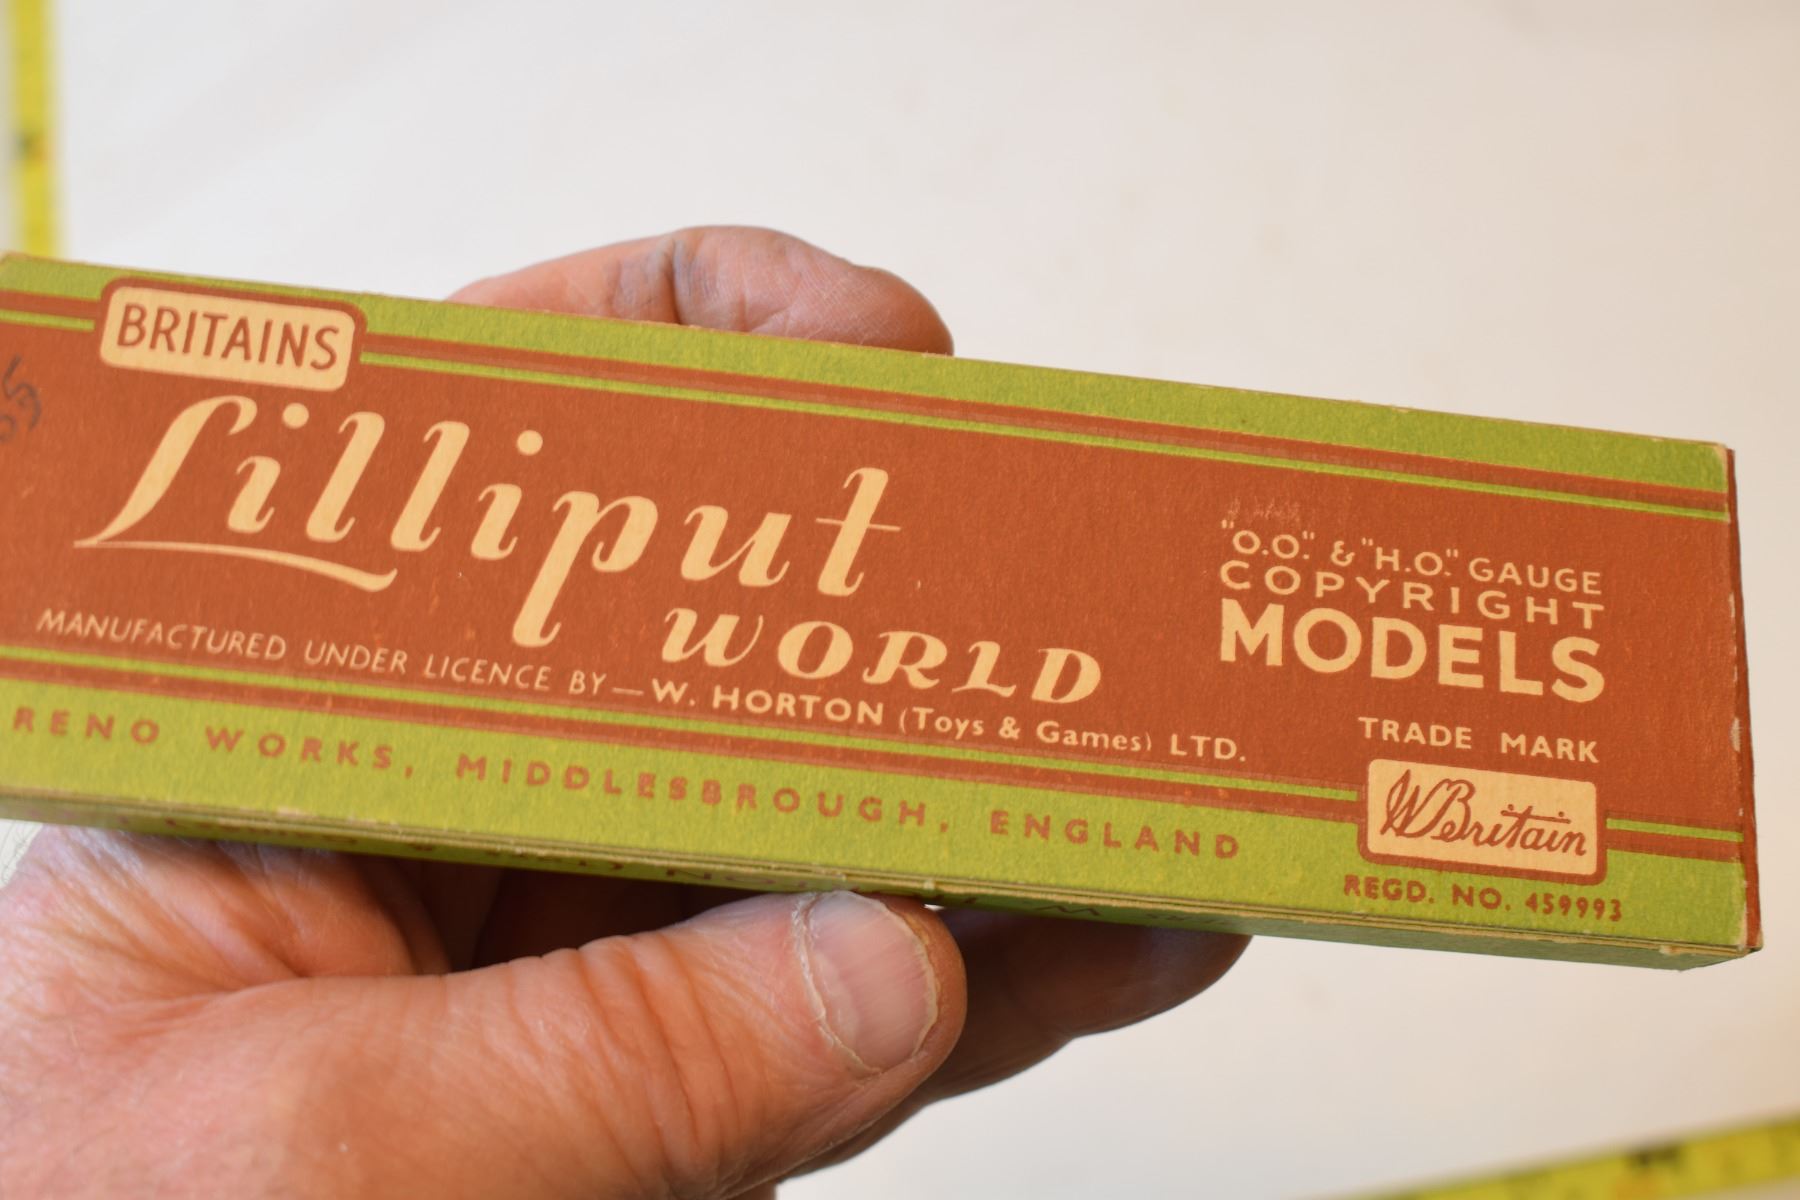 BRITAINS
Lilliput
WORLD
"O.O." & "H.O." GAUGE
COPYRIGHT
MODELS
MANUFACTURED UNDER LICENCE BY — W. HORTON (Toys & Games) LTD.
TRADE MARK
WBritain
RENO WORKS, MIDDLESBROUGH, ENGLAND
REGD. NO. 459993